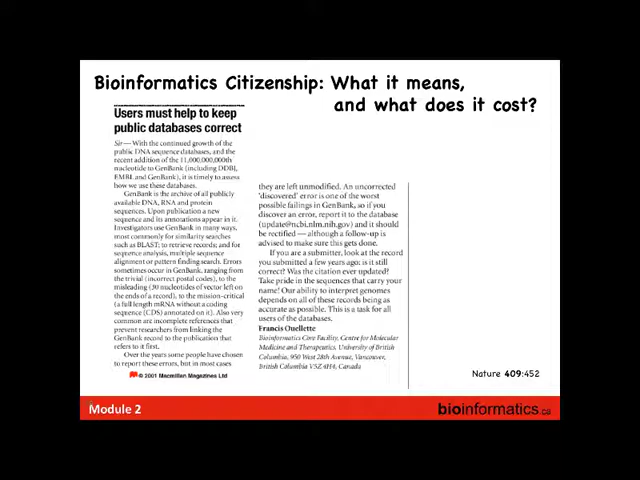 Bioinformatics Citizenship: What it means,
and what does it cost?
Users must help to keep
public databases correct
Sir — With the continued growth of the
public DNA sequence databases, and the
recent addition of the 11,000,000,000th
nucleotide to GenBank (including DDBJ,
EMBL and GenBank), it is timely to assess
how we use these databases.
GenBank is the archive of all publicly
available DNA, RNA and protein
sequences. Upon publication a new
sequence and its annotations appear in it.
Investigators use GenBank in many ways,
most commonly for similarity searches
such as BLAST; to retrieve records; and for
sequence analysis, multiple sequence
alignment or pattern finding. Errors
sometimes occur in GenBank, ranging from
the trivial (incorrect postal codes), to the
misleading (30 nucleotides of vector left on
the ends of a record), to the mission-critical
(a full length mRNA without a coding
sequence (CDS) annotated on it). Also very
common are incomplete references that
prevent researchers from linking the
GenBank record to the publication that
refers to it first.
Over the years some people have chosen
to report these errors, but in most cases
© 2001 Macmillan Magazines Ltd
they are left unmodified. An uncorrected
'discovered' error is one of the worst
possible failings in GenBank, so if you
discover an error, report it to the database
(update@ncbi.nlm.nih.gov) and it should
be rectified — although a follow-up is
advised to make sure this gets done.
If you are a submitter, look at the record
you submitted a few years ago: is it still
correct? Was the citation ever updated?
Take pride in the sequences that carry your
name! Our ability to interpret genomes
depends on all of these records being as
accurate as possible. This is a task for all
users of the databases.
Francis Ouellette
Bioinformatics Core Facility, Centre for Molecular
Medicine and Therapeutics, University of British
Columbia, 950 West 28th Avenue, Vancouver,
British Columbia V5Z 4H4, Canada
Nature 409:452
Module 2
bioinformatics.ca